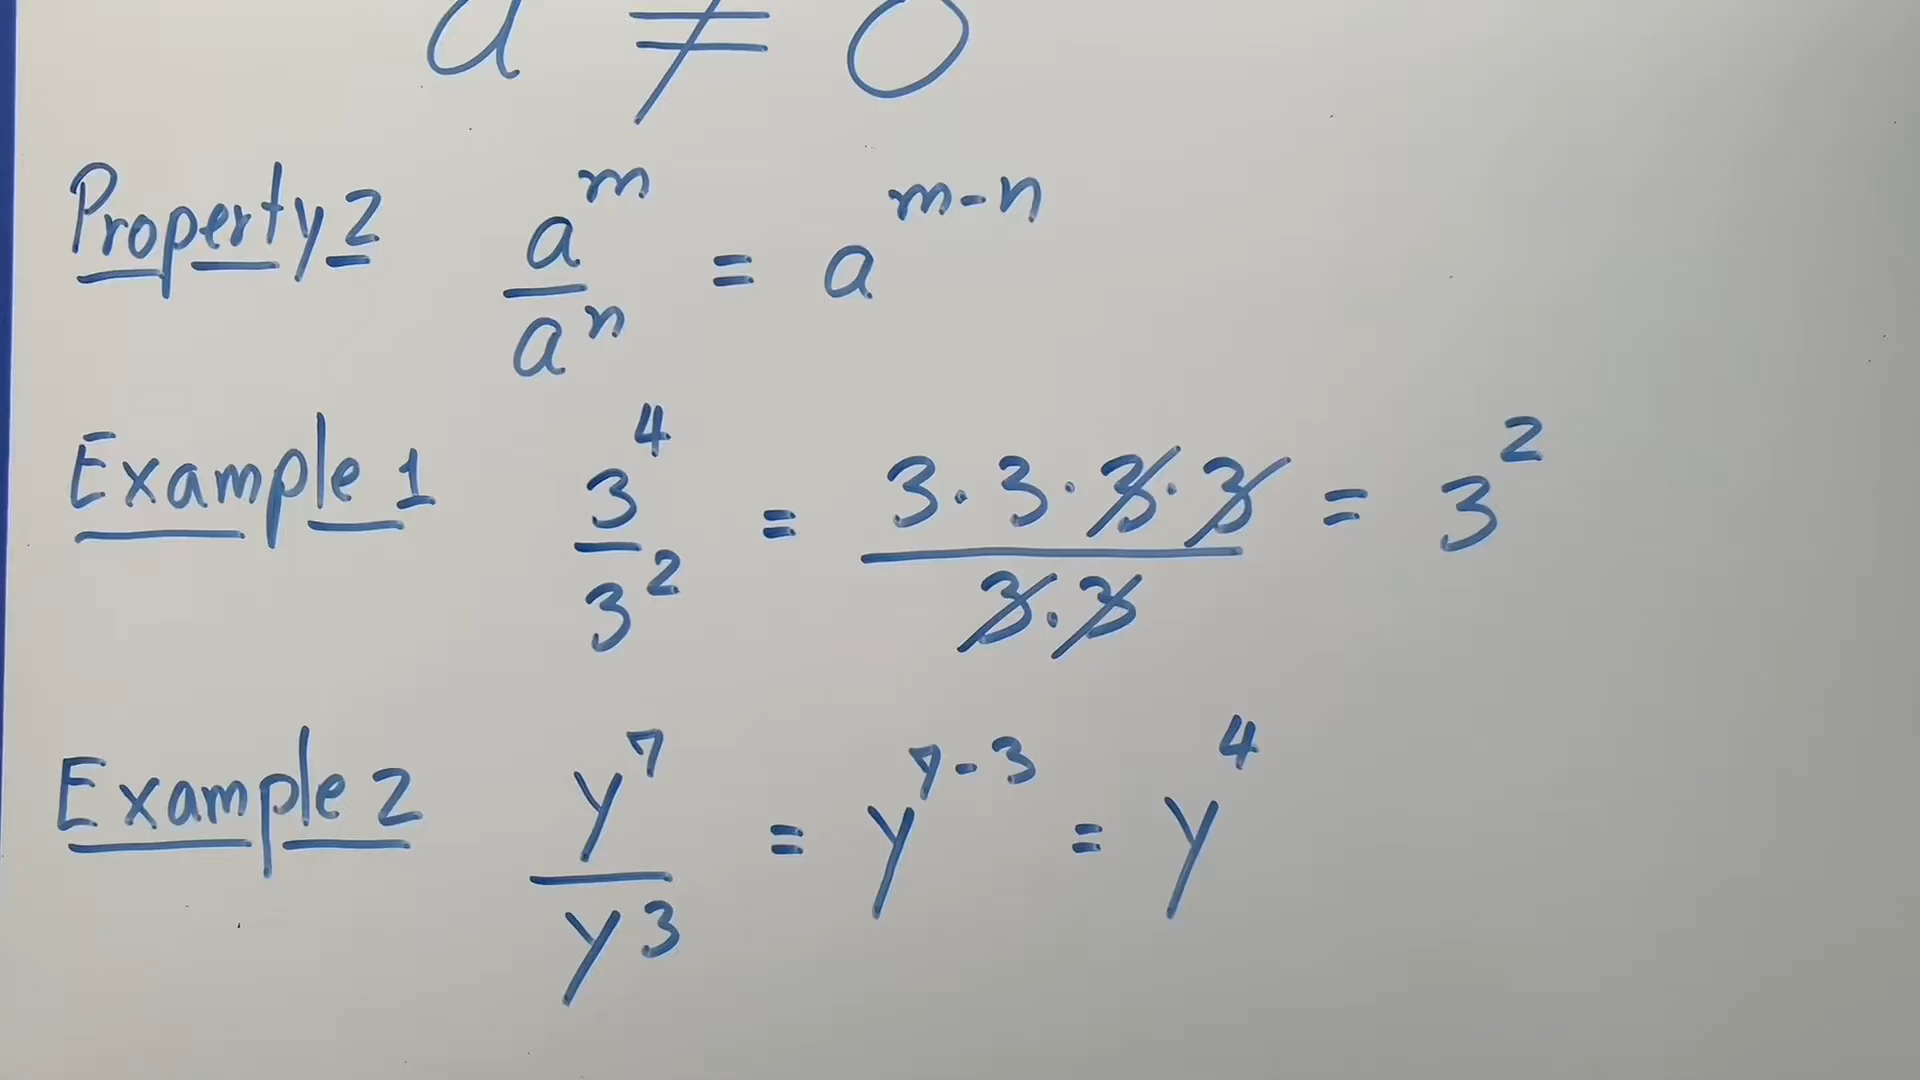 a ≠ 0
Property 2 a^m / a^n = a^(m-n)
Example 1 3^4 / 3^2 = 3·3·3·3 / 3·3 = 3^2
Example 2 y^7 / y^3 = y^(7-3) = y^4